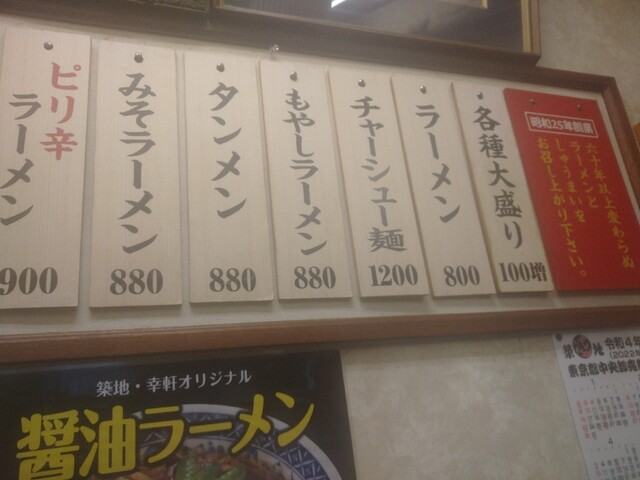 昭和25年創業
六十年以上変わらぬ
ラーメンと
しゅうまいを
お召し上がり下さい。
各種大盛り
100増
ラーメン
800
チャーシュー麺
1200
もやしラーメン
880
タンメン
880
みそラーメン
880
ピリ辛
ラーメン
900
築地・幸軒オリジナル
醤油ラーメン
築
地
令和4年
(2022
東京都中央卸売
4